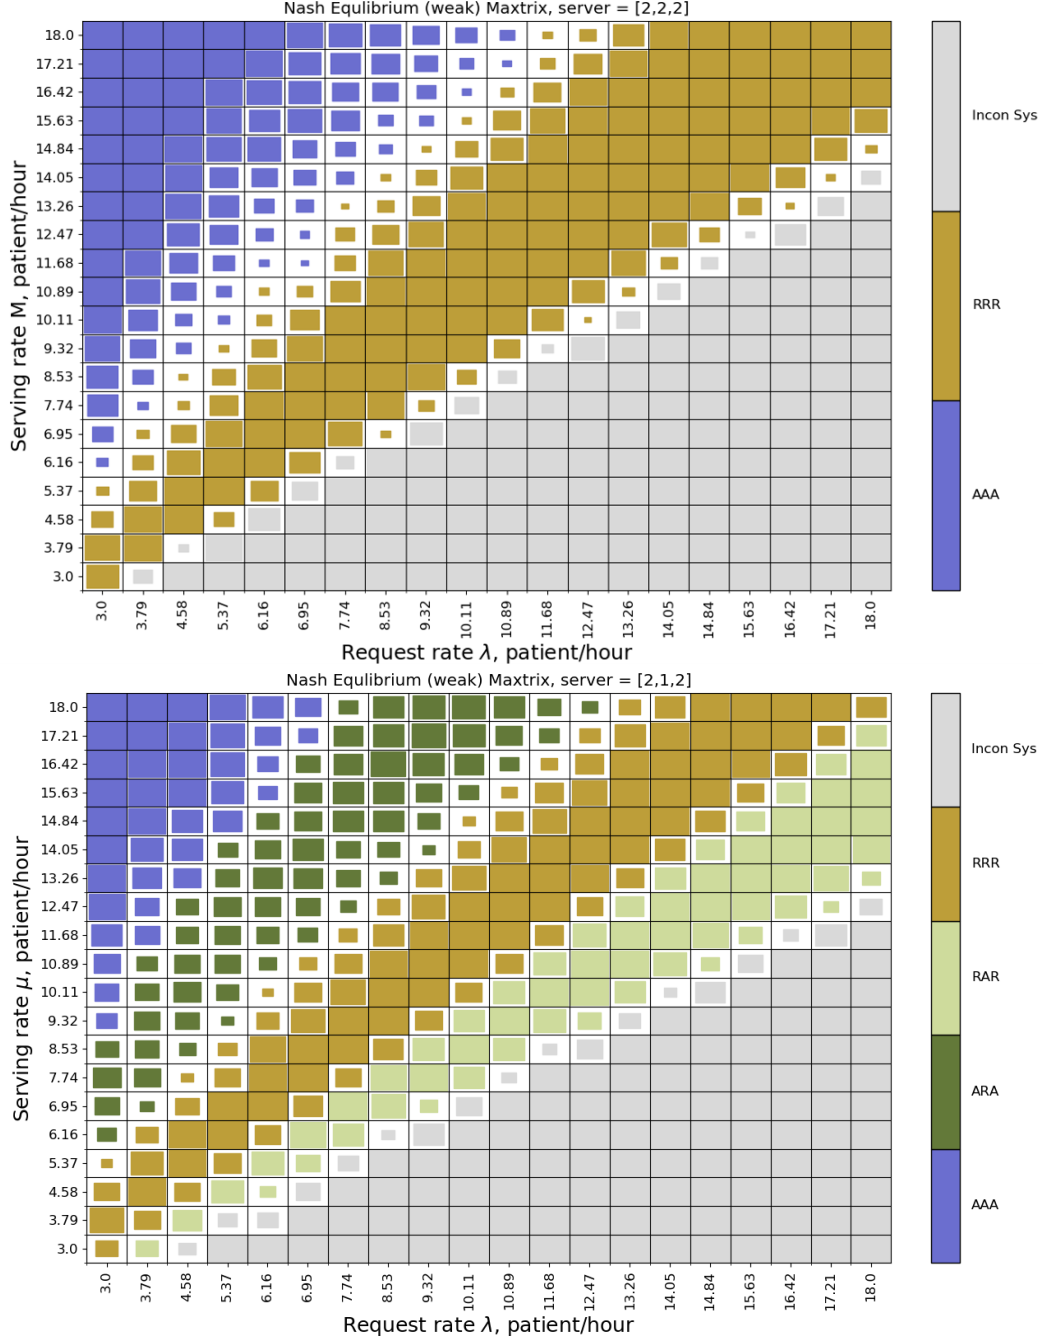 Nash Equlibrium (weak) Maxtrix, server = [2,2,2]
Serving rate M, patient/hour
18.0
17.21
16.42
15.63
14.84
14.05
13.26
12.47
11.68
10.89
10.11
9.32
8.53
7.74
6.95
6.16
5.37
4.58
3.79
3.0
3.0 3.79 4.58 5.37 6.16 6.95 7.74 8.53 9.32 10.11 10.89 11.68 12.47 13.26 14.05 14.84 15.63 16.42 17.21 18.0
Request rate λ, patient/hour
Incon Sys
RRR
AAA
Nash Equlibrium (weak) Maxtrix, server = [2,1,2]
Serving rate μ, patient/hour
18.0
17.21
16.42
15.63
14.84
14.05
13.26
12.47
11.68
10.89
10.11
9.32
8.53
7.74
6.95
6.16
5.37
4.58
3.79
3.0
3.0 3.79 4.58 5.37 6.16 6.95 7.74 8.53 9.32 10.11 10.89 11.68 12.47 13.26 14.05 14.84 15.63 16.42 17.21 18.0
Request rate λ, patient/hour
Incon Sys
RRR
RAR
ARA
AAA